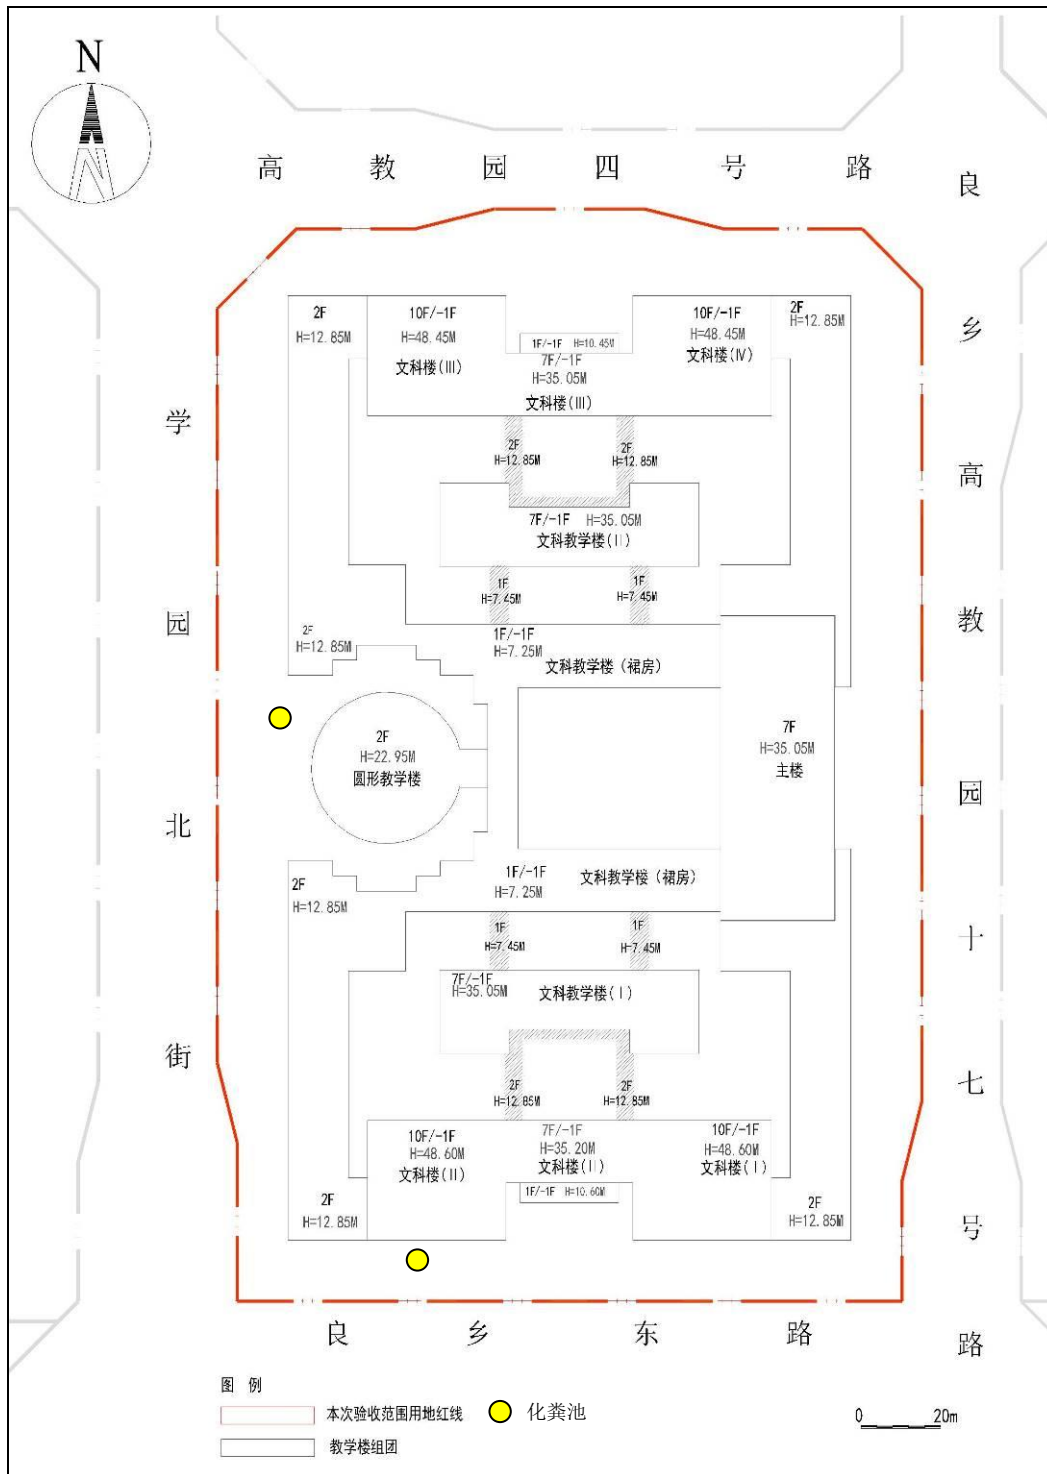 N
高教园四号路
良乡高教园十七号路
学园北街
2F
H=12.85M
10F/-1F
H=48.45M
文科楼(III)
1F/-1F H=10.45M
7F/-1F
H=35.05M
文科楼(III)
10F/-1F
H=48.45M
文科楼(IV)
2F
H=12.85M
2F
H=12.85M
2F
H=12.85M
7F/-1F H=35.05M
文科教学楼(II)
1F
H=7.45M
1F
H=7.45M
2F
H=12.85M
1F/-1F
H=7.25M
文科教学楼（裙房）
2F
H=22.95M
圆形教学楼
7F
H=35.05M
主楼
1F/-1F
H=7.25M
文科教学楼（裙房）
2F
H=12.85M
1F
H=7.45M
1F
H=7.45M
7F/-1F
H=35.05M
文科教学楼(I)
2F
H=12.85M
2F
H=12.85M
10F/-1F
H=48.60M
文科楼(II)
7F/-1F
H=35.20M
文科楼(II)
1F/-1F H=10.60M
10F/-1F
H=48.60M
文科楼(I)
2F
H=12.85M
2F
H=12.85M
良乡东路
图 例
本次验收范围用地红线
化粪池
教学楼组团
0 20m